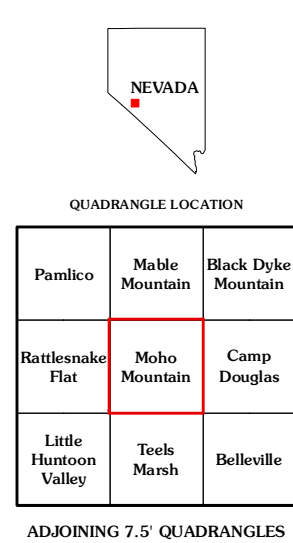 NEVADA
QUADRANGLE LOCATION
Pamlico
Mable
Mountain
Black Dyke
Mountain
Rattlesnake
Flat
Moho
Mountain
Camp
Douglas
Little
Huntoon
Valley
Teels
Marsh
Belleville
ADJOINING 7.5' QUADRANGLES